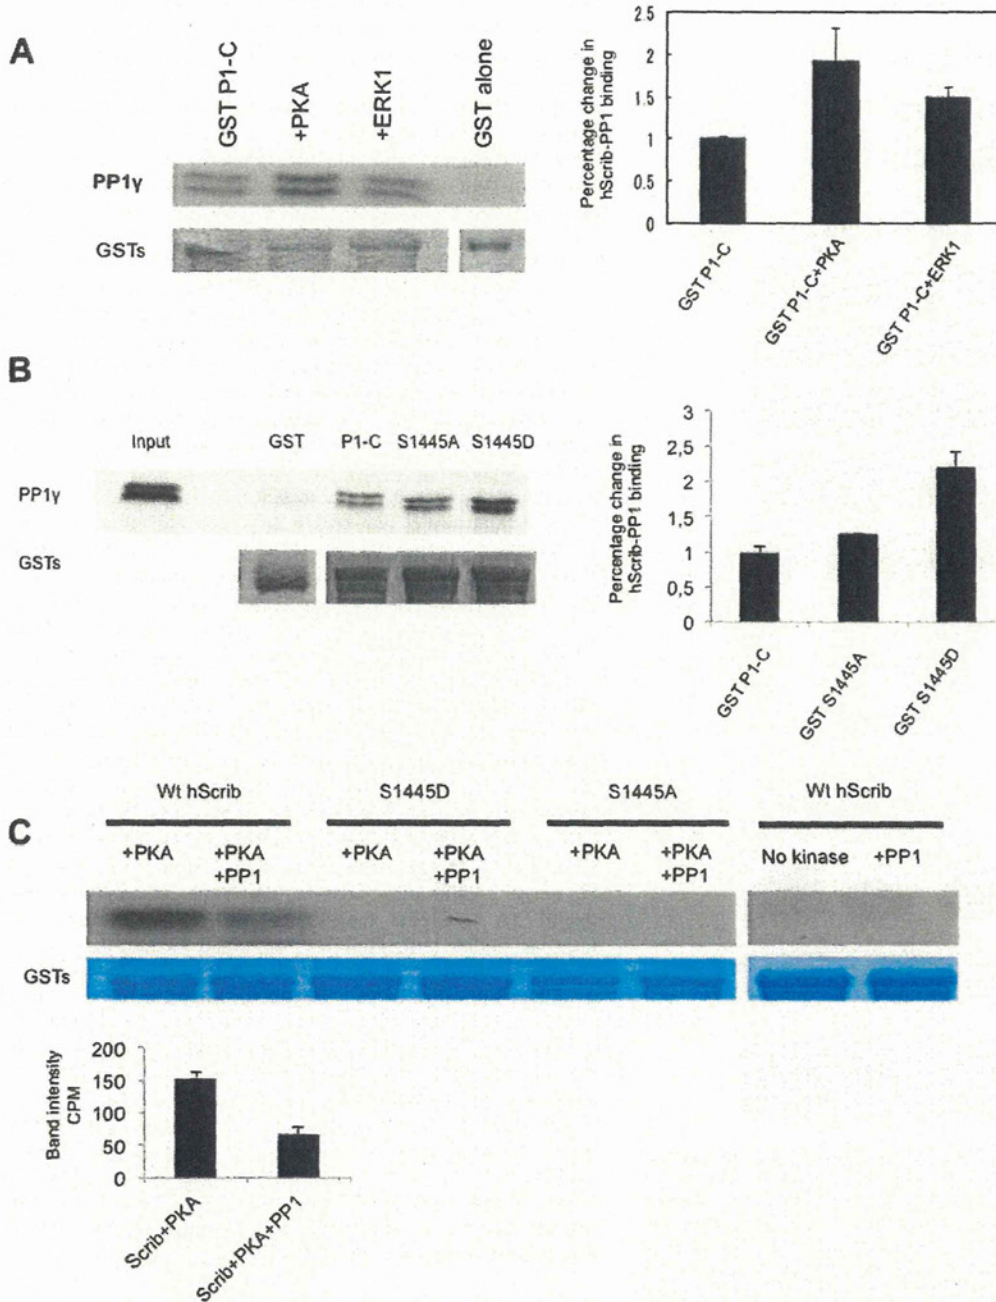 A
GST P1-C
+PKA
+ERK1
GST alone
PP1γ
GSTs
Percentage change in
hScrib-PP1 binding
2.5
2
1.5
1
0.5
0
GST P1-C
GST P1-C+PKA
GST P1-C+ERK1
B
Input
GST
P1-C
S1445A
S1445D
PP1γ
GSTs
Percentage change in
hScrib-PP1 binding
3
2,5
2
1,5
1
0,5
0
GST P1-C
GST S1445A
GST S1445D
C
Wt hScrib
S1445D
S1445A
Wt hScrib
+PKA
+PKA
+PP1
+PKA
+PKA
+PP1
+PKA
+PKA
+PP1
No kinase
+PP1
GSTs
Band intensity
CPM
200
150
100
50
0
Scrib+PKA
Scrib+PKA+PP1